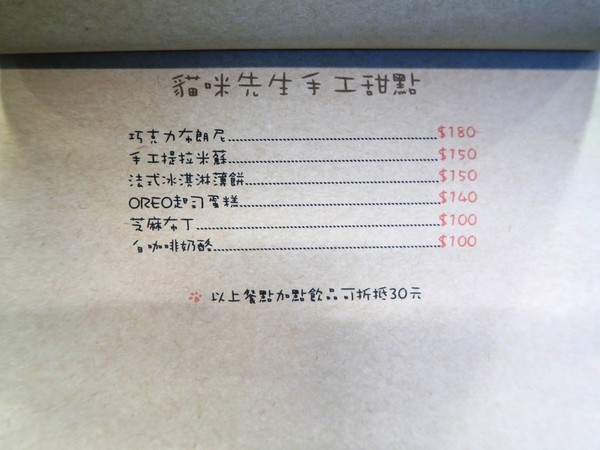 貓咪先生手工甜點
巧克力布朗尼 $180
手工提拉米蘇 $150
法式冰淇淋薄餅 $150
OREO起司蛋糕 $140
芝麻布丁 $100
白咖啡奶酪 $100
以上餐點加點飲品可折抵30元